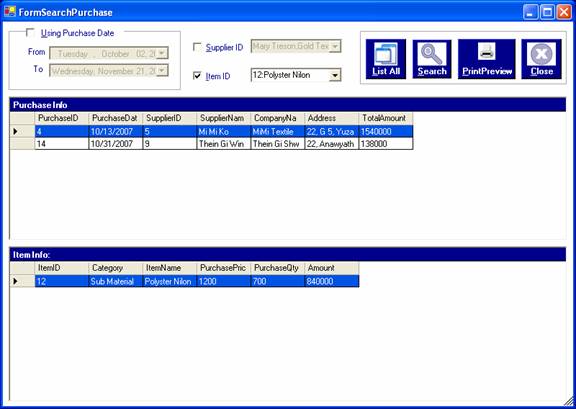 FormSearchPurchase
Using Purchase Date
From Tuesday , October 02, 20
To Wednesday, November 21, 20
Supplier ID Mary Tieson,Gold Tex
Item ID 12:Polyster Nilon
List All Search PrintPreview Close
Purchase Info
PurchaseID PurchaseDat SupplierID SupplierNam CompanyNa Address TotalAmount
4 10/13/2007 5 Mi Mi Ko MiMi Textile 22, G 5, Yuza 1540000
14 10/31/2007 9 Thein Gi Win Thein Gi Shw 22, Anawyath 138000
Item Info:
ItemID Category ItemName PurchasePric PurchaseQty Amount
12 Sub Material Polyster Nilon 1200 700 840000